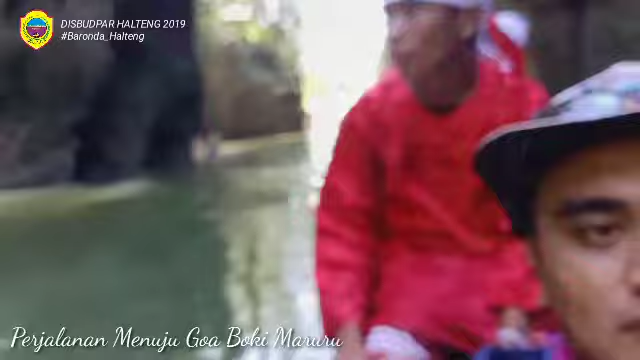 DISBUDPAR HALTENG 2019
#Baronda_Halteng
Perjalanan Menuju Goa Boki Maruru